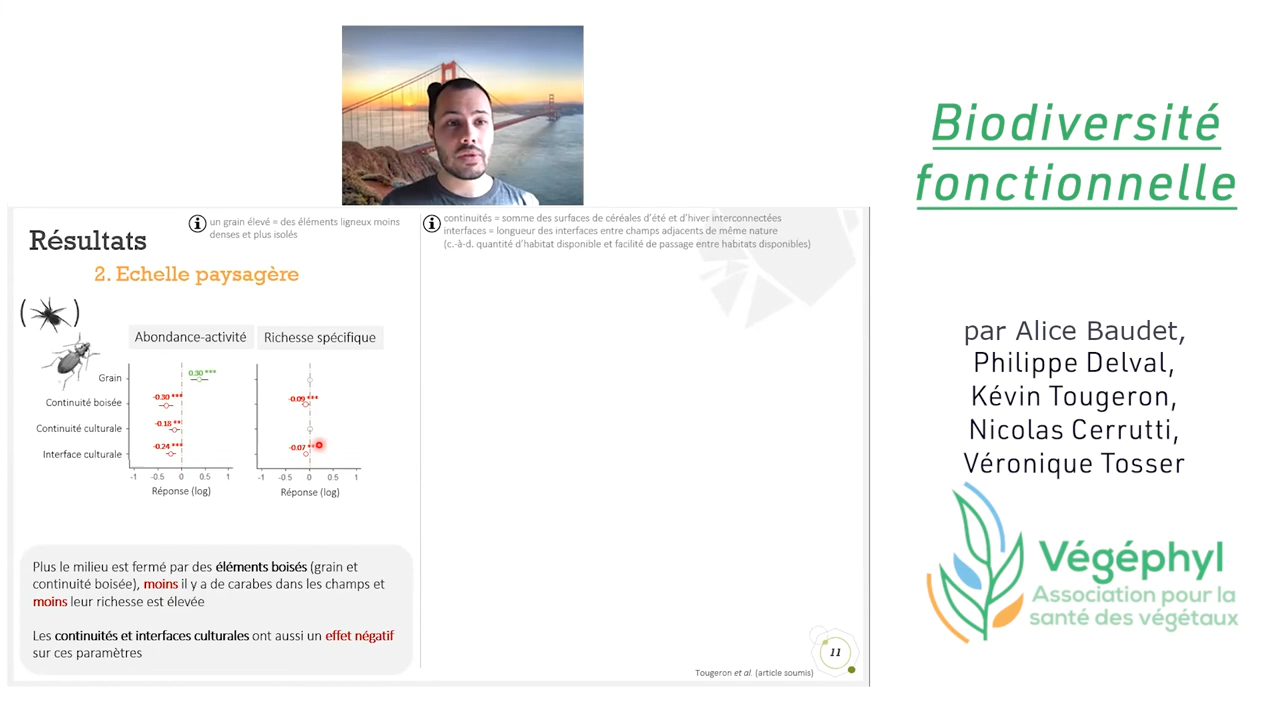 Biodiversité
fonctionnelle
par Alice Baudet,
Philippe Delval,
Kévin Tougeron,
Nicolas Cerrutti,
Véronique Tosser
Végéphyl
Association pour la
santé des végétaux
un grain élevé = des éléments ligneux moins
denses et plus isolés
Résultats
2. Echelle paysagère
continuités = somme des surfaces de céréales d'été et d'hiver interconnectées
interfaces = longueur des interfaces entre champs adjacents de même nature
(c.-à-d. quantité d'habitat disponible et facilité de passage entre habitats disponibles)
( )
Abondance-activité
Richesse spécifique
Grain
0.30 ***
Continuité boisée
-0.30 ***
-0.09 ***
Continuité culturale
-0.18 **
Interface culturale
-0.24 ***
-0.07
-1 -0.5 0 0.5 1
-1 -0.5 0 0.5 1
Réponse (log)
Réponse (log)
Plus le milieu est fermé par des éléments boisés (grain et
continuité boisée), moins il y a de carabes dans les champs et
moins leur richesse est élevée
Les continuités et interfaces culturales ont aussi un effet négatif
sur ces paramètres
11
Tougeron et al. (article soumis)